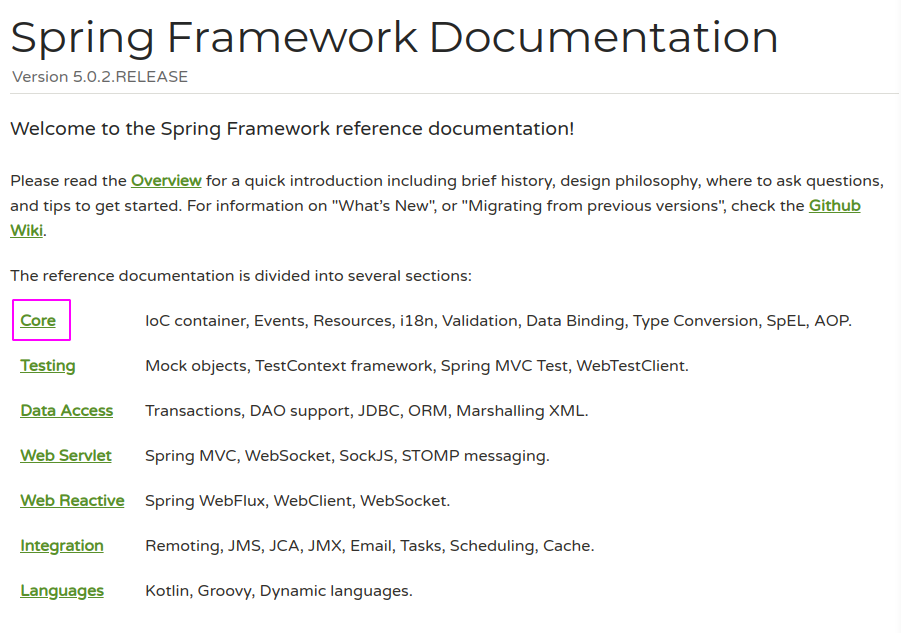 Spring Framework Documentation
Version 5.0.2.RELEASE
Welcome to the Spring Framework reference documentation!
Please read the Overview for a quick introduction including brief history, design philosophy, where to ask questions,
and tips to get started. For information on "What’s New", or "Migrating from previous versions", check the Github
Wiki.
The reference documentation is divided into several sections:
Core IoC container, Events, Resources, i18n, Validation, Data Binding, Type Conversion, SpEL, AOP.
Testing Mock objects, TestContext framework, Spring MVC Test, WebTestClient.
Data Access Transactions, DAO support, JDBC, ORM, Marshalling XML.
Web Servlet Spring MVC, WebSocket, SockJS, STOMP messaging.
Web Reactive Spring WebFlux, WebClient, WebSocket.
Integration Remoting, JMS, JCA, JMX, Email, Tasks, Scheduling, Cache.
Languages Kotlin, Groovy, Dynamic languages.